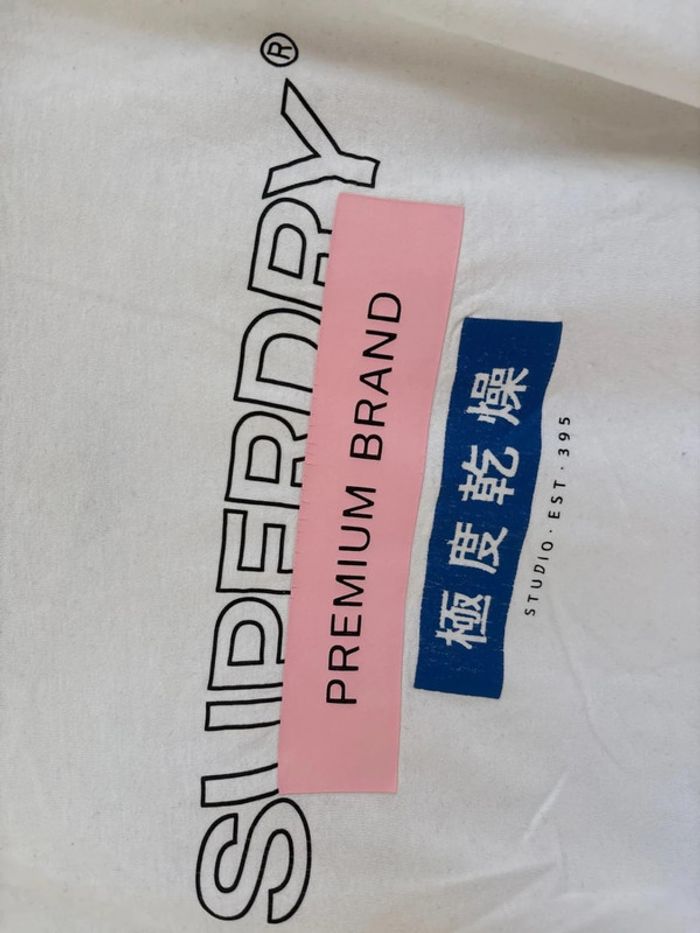 SUPERDRY®
PREMIUM BRAND
極度乾燥
STUDIO·EST·395